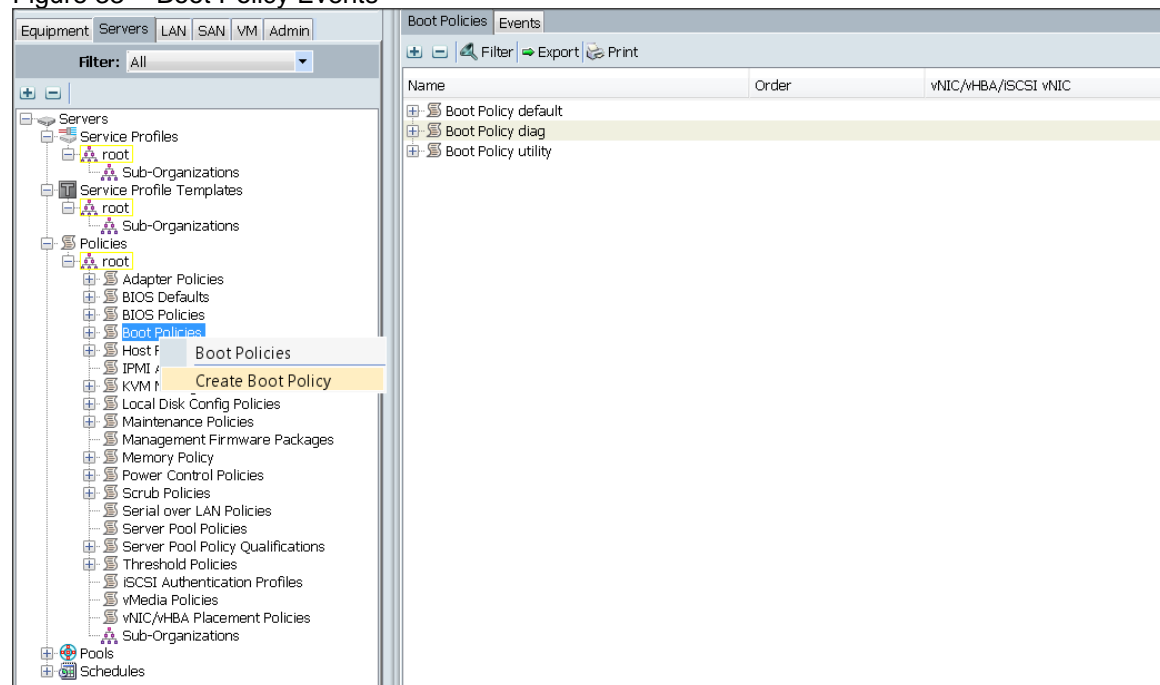 Figure 85 Boot Policy Events
Equipment Servers LAN SAN VM Admin
Filter: All
Servers
Service Profiles
root
Sub-Organizations
Service Profile Templates
root
Sub-Organizations
Policies
root
Adapter Policies
BIOS Defaults
BIOS Policies
Boot Policies
Host F
IPMI
KVM
Local Disk Config Policies
Maintenance Policies
Management Firmware Packages
Memory Policy
Power Control Policies
Scrub Policies
Serial over LAN Policies
Server Pool Policies
Server Pool Policy Qualifications
Threshold Policies
iSCSI Authentication Profiles
vMedia Policies
vNIC/vHBA Placement Policies
Sub-Organizations
Pools
Schedules
Boot Policies
Create Boot Policy
Boot Policies Events
Filter Export Print
Name Order vNIC/vHBA/iSCSI vNIC
Boot Policy default
Boot Policy diag
Boot Policy utility